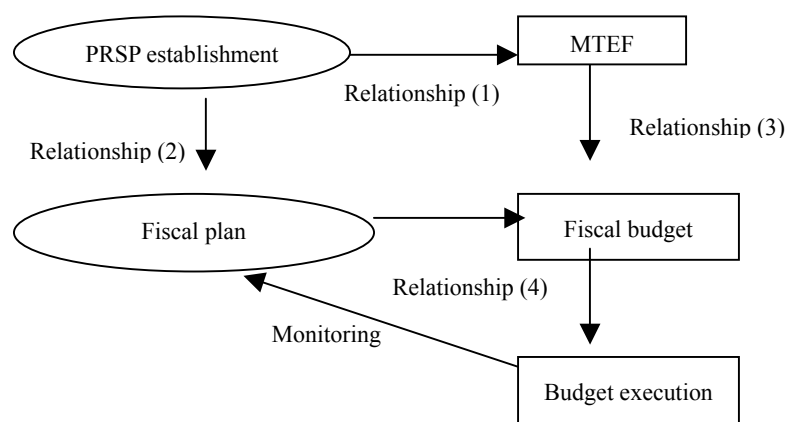 PRSP establishment
MTEF
Relationship (1)
Relationship (3)
Relationship (2)
Fiscal plan
Fiscal budget
Relationship (4)
Monitoring
Budget execution